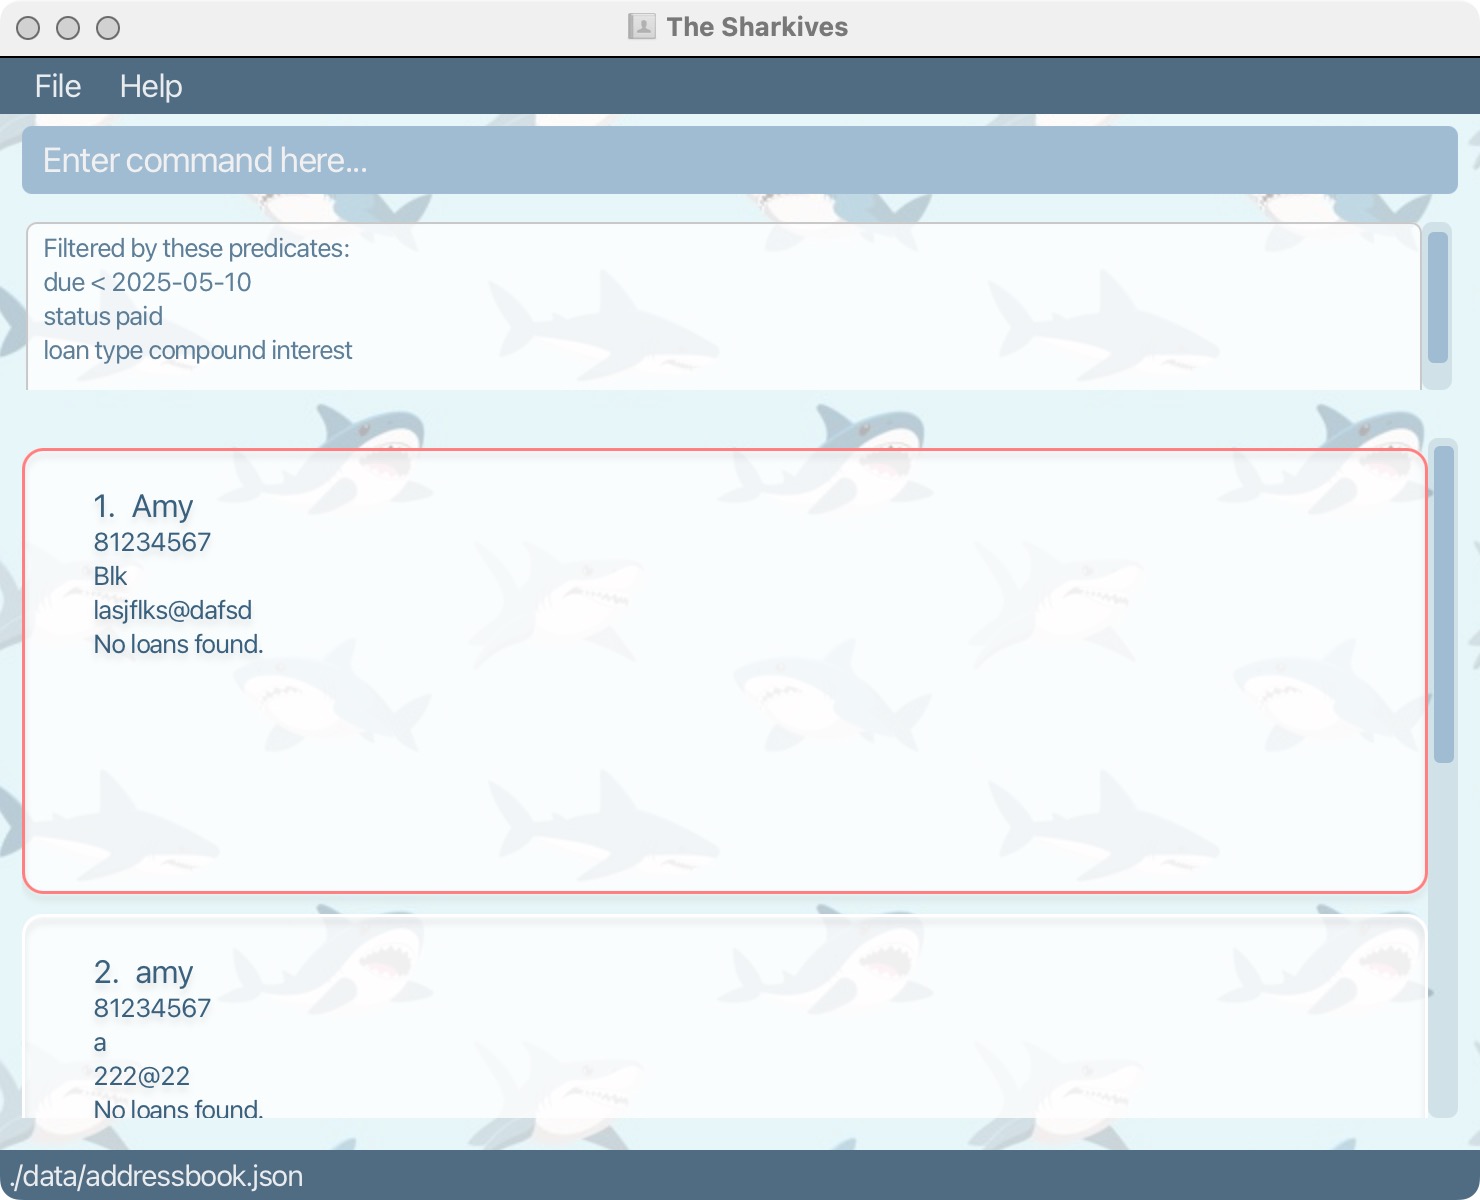 The Sharkives
File Help
Enter command here...
Filtered by these predicates:
due < 2025-05-10
status paid
loan type compound interest
1. Amy
81234567
Blk
lasjflks@dafsd
No loans found.
2. amy
81234567
a
222@22
No loans found.
./data/addressbook.json